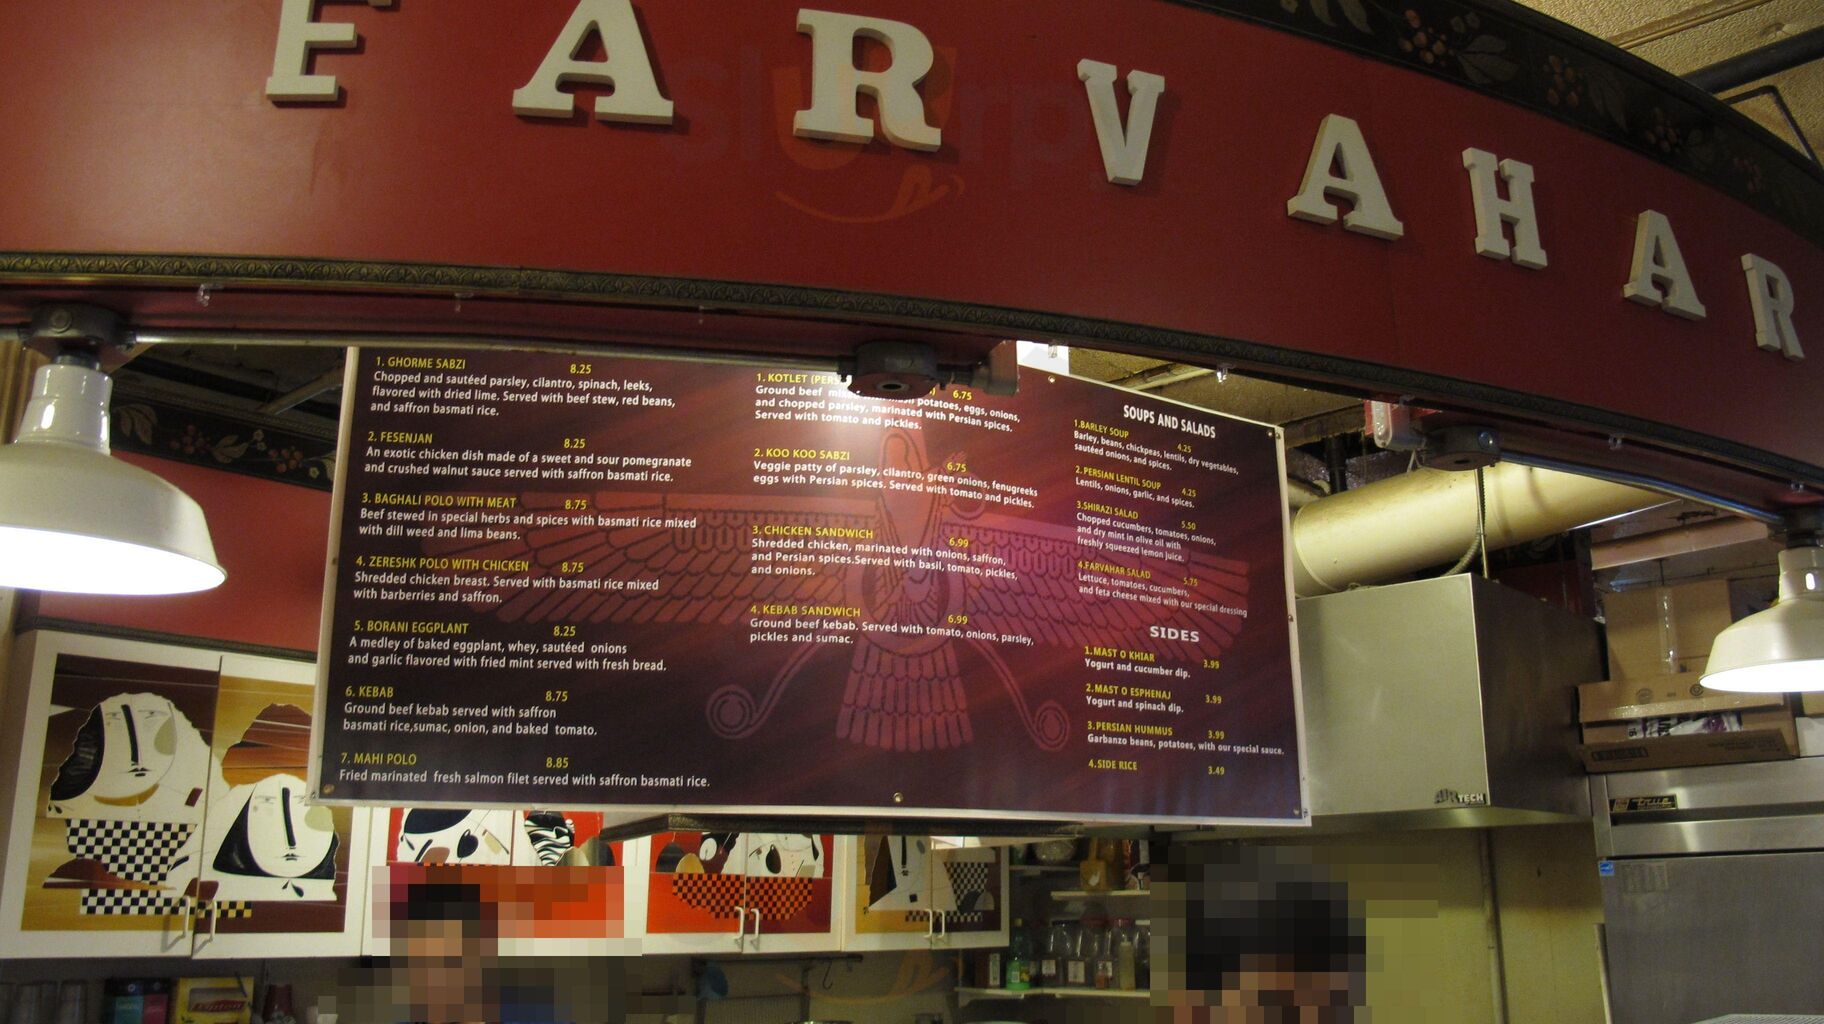 FARVAHAR
1. GHORME SABZI 8.25
Chopped and sautéed parsley, cilantro, spinach, leeks,
flavored with dried lime. Served with beef stew, red beans,
and saffron basmati rice.
2. FESENJAN 8.25
An exotic chicken dish made of a sweet and sour pomegranate
and crushed walnut sauce served with saffron basmati rice.
3. BAGHALI POLO WITH MEAT 8.75
Beef stewed in special herbs and spices with basmati rice mixed
with dill weed and lima beans.
4. ZERESHK POLO WITH CHICKEN 8.75
Shredded chicken breast. Served with basmati rice mixed
with barberries and saffron.
5. BORANI EGGPLANT 8.25
A medley of baked eggplant, whey, sautéed onions
and garlic flavored with fried mint served with fresh bread.
6. KEBAB 8.75
Ground beef kebab served with saffron
basmati rice,sumac, onion, and baked tomato.
7. MAHI POLO 8.85
Fried marinated fresh salmon filet served with saffron basmati rice.
1. KOTLET 6.75
Ground beef potatoes, eggs, onions,
and chopped parsley, marinated with Persian spices.
Served with tomato and pickles.
2. KOO KOO SABZI 6.75
Veggie patty of parsley, cilantro, green onions, fenugreeks
eggs with Persian spices. Served with tomato and pickles.
3. CHICKEN SANDWICH 6.99
Shredded chicken, marinated with onions, saffron,
and Persian spices.Served with basil, tomato, pickles,
and onions.
4. KEBAB SANDWICH 6.99
Ground beef kebab. Served with tomato, onions, parsley,
pickles and sumac.
SOUPS AND SALADS
1.BARLEY SOUP 4.25
Barley, beans, chickpeas, lentils, dry vegetables,
sautéed onions, and spices.
2.PERSIAN LENTIL SOUP 4.25
Lentils, onions, garlic, and spices.
3.SHIRAZI SALAD 5.50
Chopped cucumbers, tomatoes, onions,
and dry mint in olive oil with
freshly squeezed lemon juice.
4.FARVAHAR SALAD 5.75
Lettuce, tomatoes, cucumbers,
and feta cheese mixed with our special dressing
SIDES
1.MAST O KHIAR 3.99
Yogurt and cucumber dip.
2.MAST O ESPHENAJ 3.99
Yogurt and spinach dip.
3.PERSIAN HUMMUS 3.99
Garbanzo beans, potatoes, with our special sauce.
4.SIDE RICE 3.49
AIRTECH
true
Lipton
slurrp